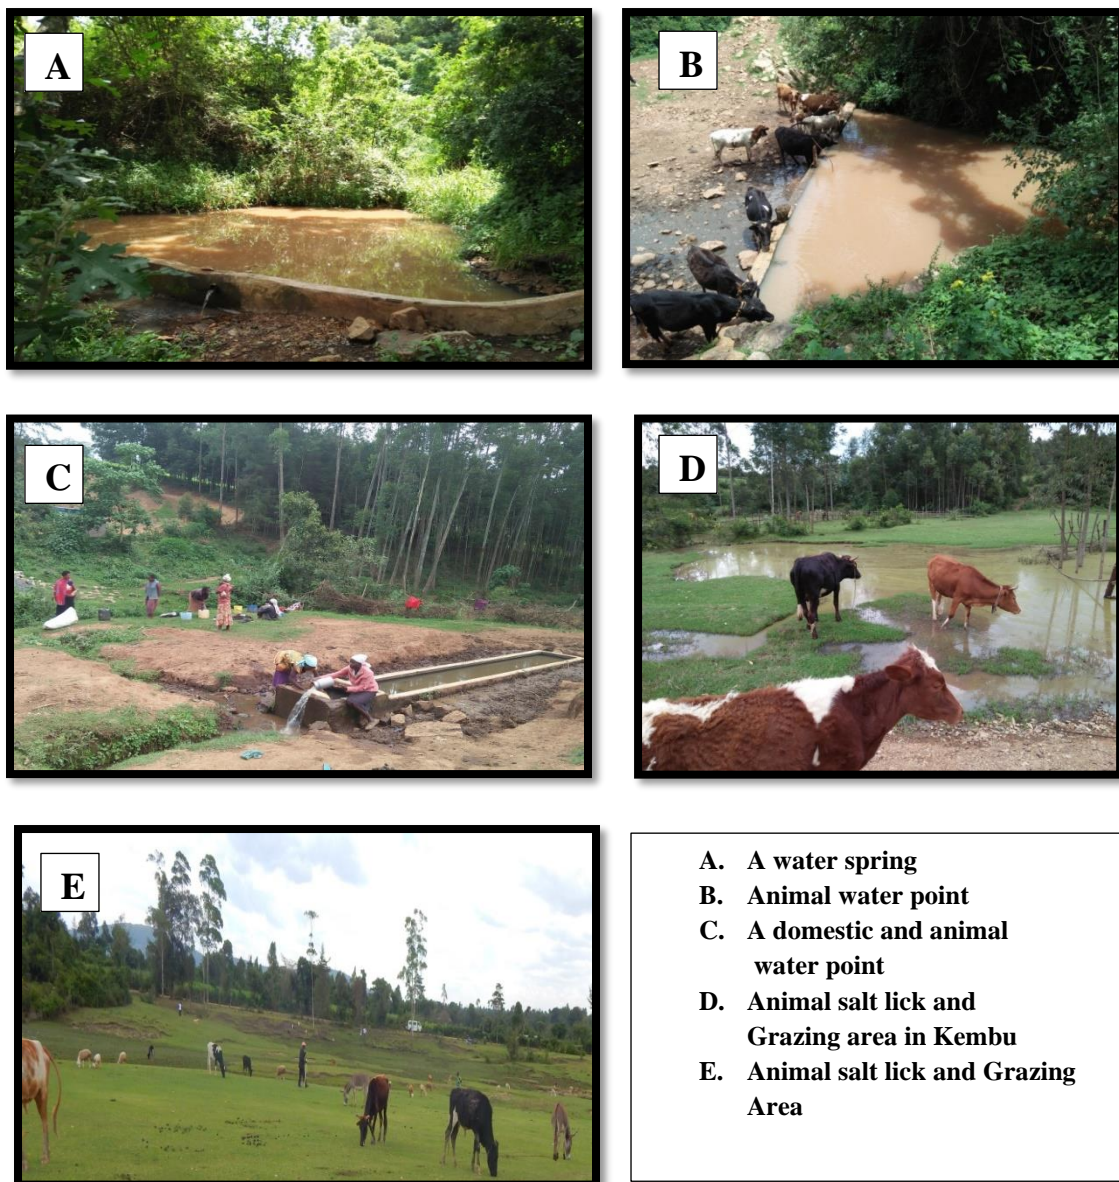 A
B
C
D
E
A. A water spring
B. Animal water point
C. A domestic and animal
water point
D. Animal salt lick and
Grazing area in Kembu
E. Animal salt lick and Grazing
Area